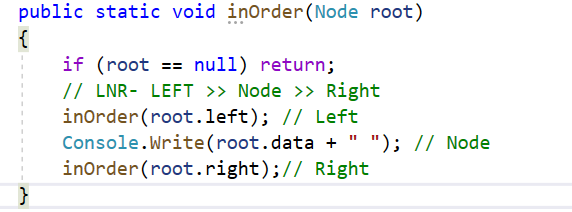 public static void inOrder(Node root)
{
if (root == null) return;
// LNR- LEFT >> Node >> Right
inOrder(root.left); // Left
Console.Write(root.data + " "); // Node
inOrder(root.right);// Right
}